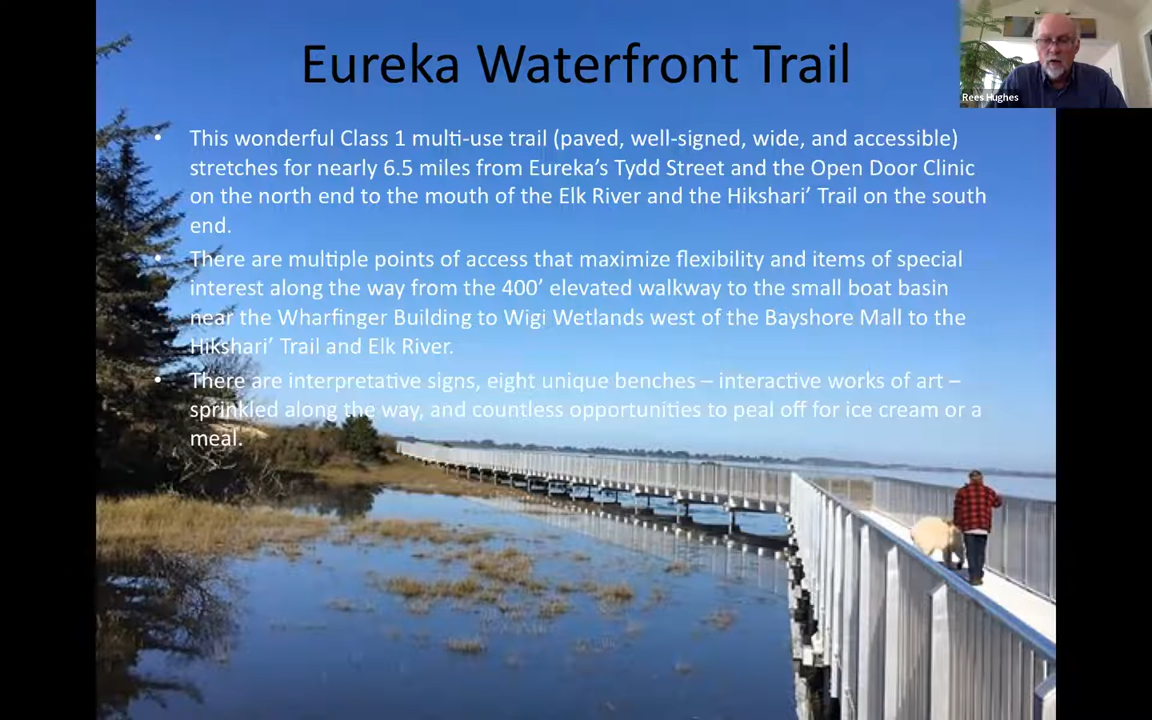 Eureka Waterfront Trail
Rees Hughes
• This wonderful Class 1 multi-use trail (paved, well-signed, wide, and accessible)
stretches for nearly 6.5 miles from Eureka’s Tydd Street and the Open Door Clinic
on the north end to the mouth of the Elk River and the Hikshari’ Trail on the south
end.
• There are multiple points of access that maximize flexibility and items of special
interest along the way from the 400’ elevated walkway to the small boat basin
near the Wharfinger Building to Wigi Wetlands west of the Bayshore Mall to the
Hikshari’ Trail and Elk River.
• There are interpretative signs, eight unique benches – interactive works of art –
sprinkled along the way, and countless opportunities to peal off for ice cream or a
meal.